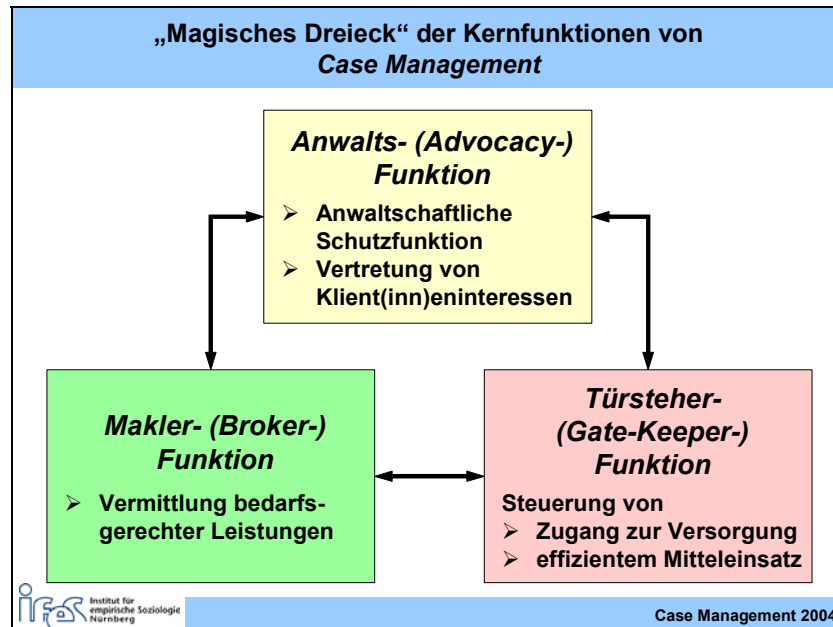 „Magisches Dreieck“ der Kernfunktionen von
Case Management
Anwalts- (Advocacy-)
Funktion
➢ Anwaltschaftliche
Schutzfunktion
➢ Vertretung von
Klient(inn)eninteressen
Makler- (Broker-)
Funktion
➢ Vermittlung bedarfs-
gerechter Leistungen
Türsteher-
(Gate-Keeper-)
Funktion
Steuerung von
➢ Zugang zur Versorgung
➢ effizientem Mitteleinsatz
ifes
Institut für
empirische Soziologie
Nürnberg
Case Management 2004